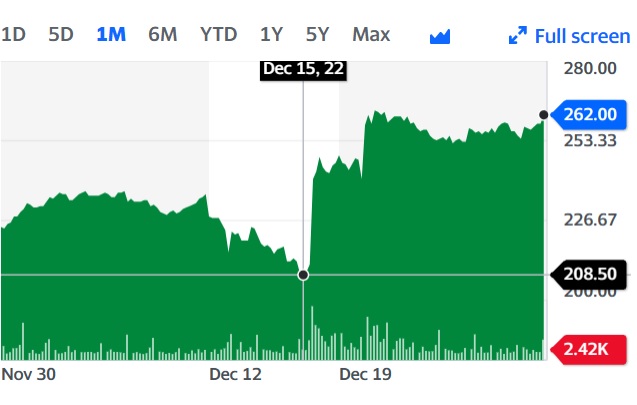 1D 5D 1M 6M YTD 1Y 5Y Max Full screen
Dec 15, 22
280.00
262.00
253.33
226.67
208.50
200.00
2.42K
Nov 30 Dec 12 Dec 19